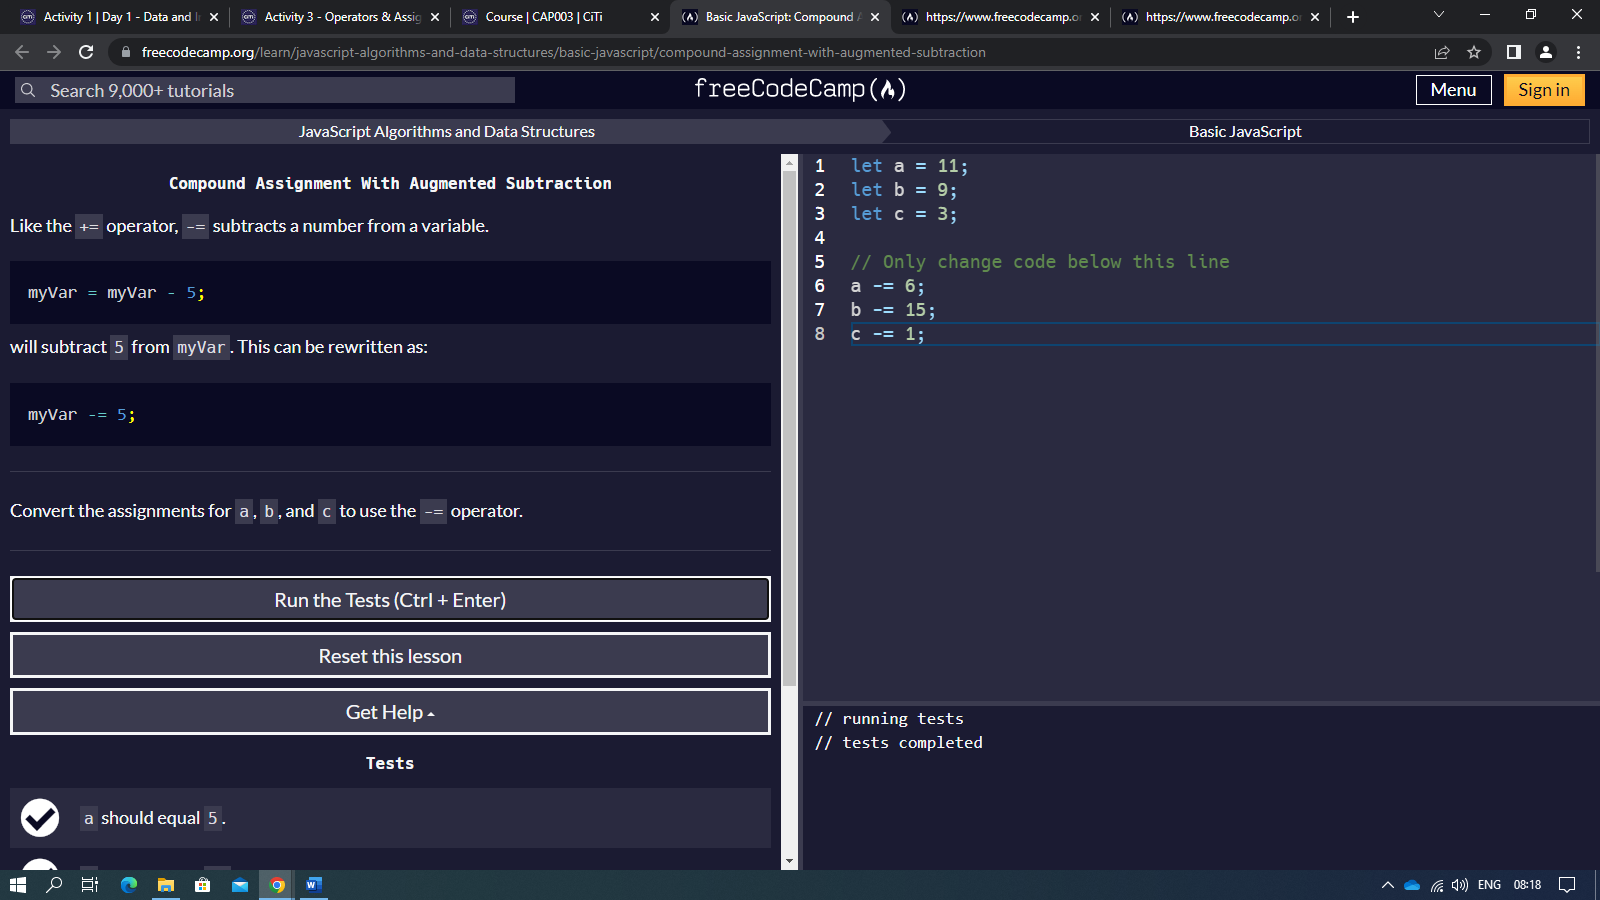 Activity 1 | Day 1 - Data and
Activity 3 - Operators & Assig
Course | CAP003 | CiTi
Basic JavaScript: Compound
https://www.freecodecamp.o
https://www.freecodecamp.o
freecodecamp.org/learn/javascript-algorithms-and-data-structures/basic-javascript/compound-assignment-with-augmented-subtraction
Search 9,000+ tutorials
freeCodeCamp
Menu
Sign in
JavaScript Algorithms and Data Structures
Basic JavaScript
Compound Assignment With Augmented Subtraction
Like the += operator, -= subtracts a number from a variable.
myVar = myVar - 5;
will subtract 5 from myVar. This can be rewritten as:
myVar -= 5;
Convert the assignments for a, b, and c to use the -= operator.
Run the Tests (Ctrl + Enter)
Reset this lesson
Get Help
Tests
a should equal 5.
1 let a = 11;
2 let b = 9;
3 let c = 3;
4
5 // Only change code below this line
6 a -= 6;
7 b -= 15;
8 c -= 1;
// running tests
// tests completed
ENG
08:18